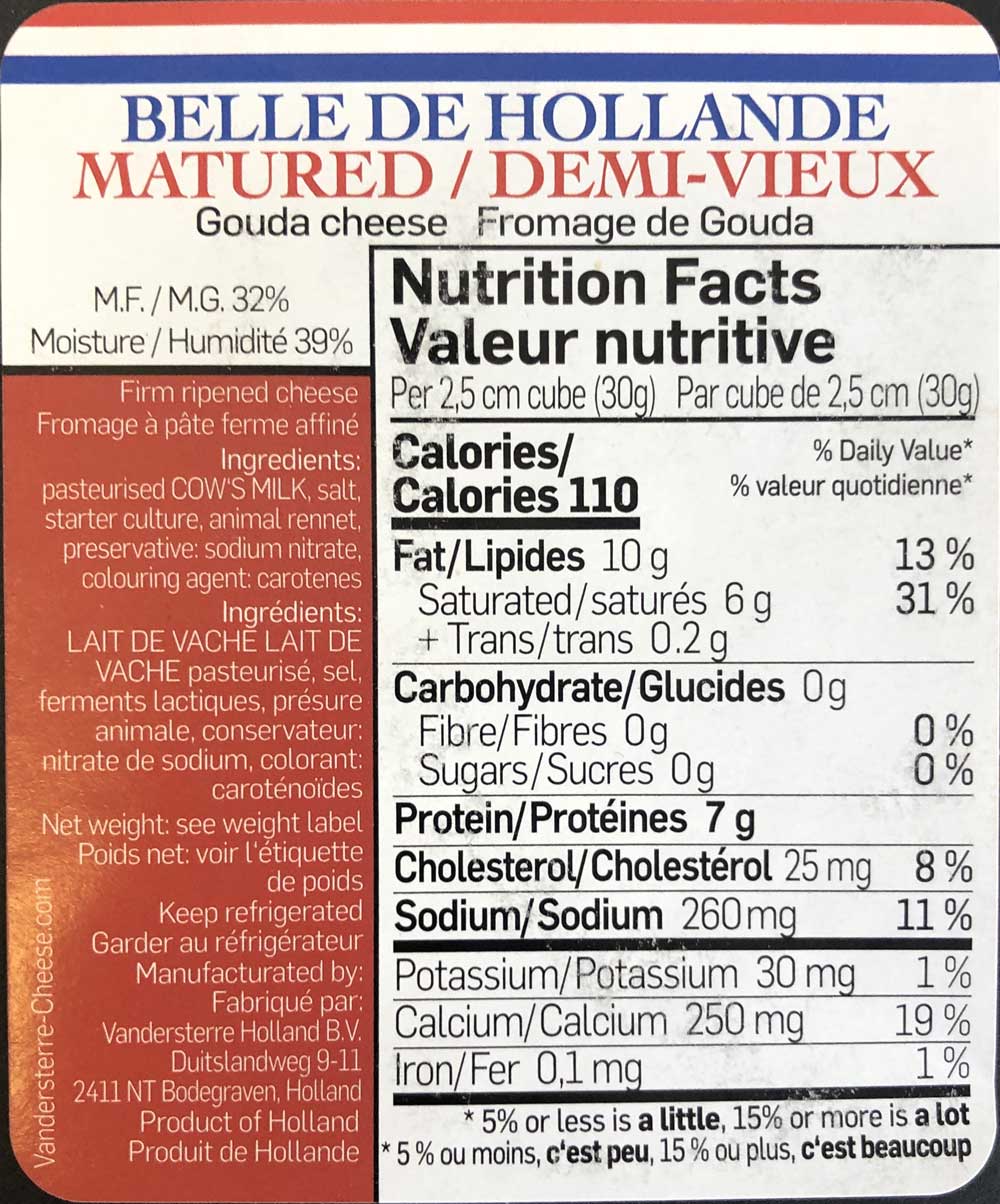 BELLE DE HOLLANDE
MATURED / DEMI-VIEUX
Gouda cheese Fromage de Gouda
M.F. / M.G. 32%
Moisture / Humidité 39%
Firm ripened cheese
Fromage à pâte ferme affiné
Ingredients:
pasteurised COW'S MILK, salt,
starter culture, animal rennet,
preservative: sodium nitrate,
colouring agent: carotenes
Ingrédients:
LAIT DE VACHE LAIT DE
VACHE pasteurisé, sel,
ferments lactiques, présure
animale, conservateur:
nitrate de sodium, colorant:
caroténoïdes
Net weight: see weight label
Poids net: voir l'étiquette
de poids
Keep refrigerated
Garder au réfrigérateur
Manufacturated by:
Fabriqué par:
Vandersterre Holland B.V.
Duitslandweg 9-11
2411 NT Bodegraven, Holland
Product of Holland
Produit de Hollande
Vandersterre-Cheese.com
Nutrition Facts
Valeur nutritive
Per 2,5 cm cube (30g) Par cube de 2,5 cm (30g)
Calories/ % Daily Value*
Calories 110 % valeur quotidienne*
Fat/Lipides 10 g 13 %
Saturated/saturés 6 g 31 %
+ Trans/trans 0.2 g
Carbohydrate/Glucides 0g
Fibre/Fibres 0g 0 %
Sugars/Sucres 0g 0 %
Protein/Protéines 7 g
Cholesterol/Cholestérol 25 mg 8 %
Sodium/Sodium 260mg 11 %
Potassium/Potassium 30 mg 1 %
Calcium/Calcium 250 mg 19 %
Iron/Fer 0,1 mg 1 %
* 5% or less is a little, 15% or more is a lot
* 5 % ou moins, c'est peu, 15 % ou plus, c'est beaucoup